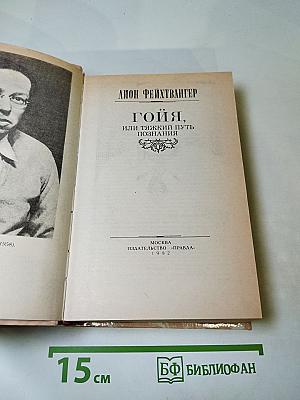 ЛИОН ФЕЙХТВАНГЕР
ГОЙЯ,
ИЛИ ТЯЖКИЙ ПУТЬ
ПОЗНАНИЯ
МОСКВА
ИЗДАТЕЛЬСТВО «ПРАВДА»
1982
15 см
БФ БИБЛИОФАН